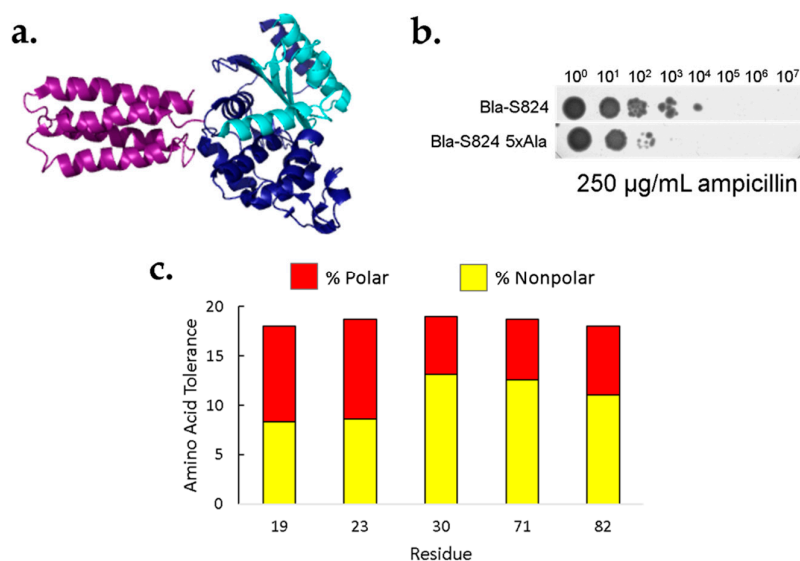 a.
b.
10⁰ 10¹ 10² 10³ 10⁴ 10⁵ 10⁶ 10⁷
Bla-S824
Bla-S824 5xAla
250 µg/mL ampicillin
c.
% Polar % Nonpolar
20
15
10
5
0
Amino Acid Tolerance
19 23 30 71 82
Residue